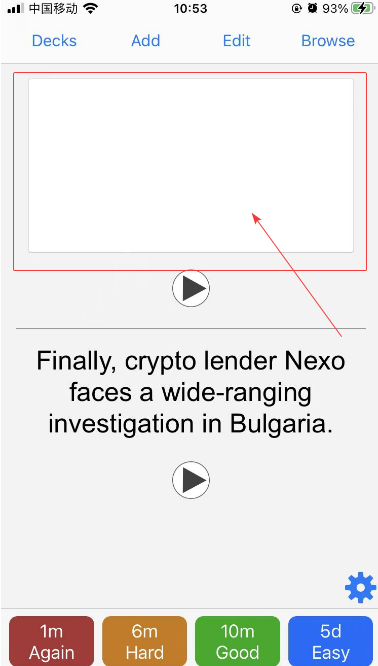 中国移动 10:53 93%
Decks Add Edit Browse
Finally, crypto lender Nexo
faces a wide-ranging
investigation in Bulgaria.
1m 6m 10m 5d
Again Hard Good Easy